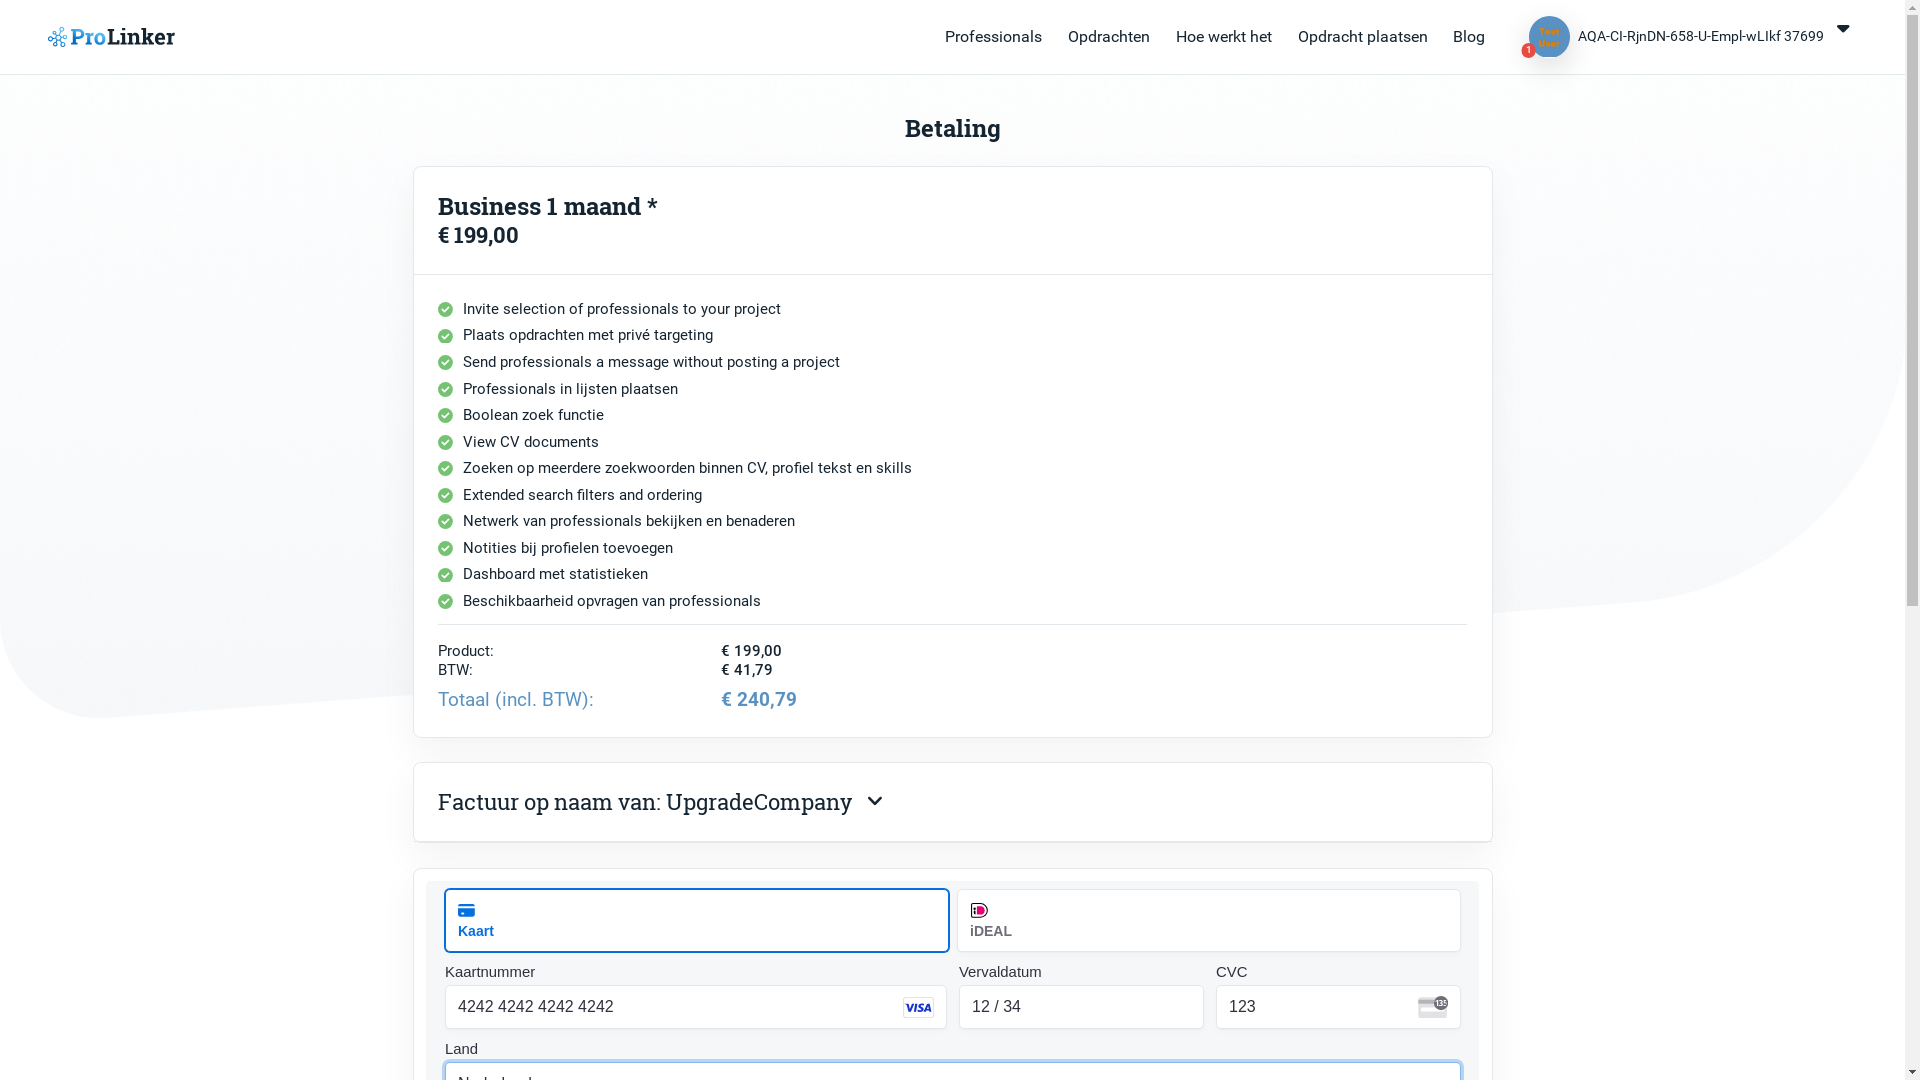 ProLinker
Professionals
Opdrachten
Hoe werkt het
Opdracht plaatsen
Blog
1
AQA-CI-RjnDN-658-U-Empl-wLIkf 37699
Betaling
Business 1 maand *
€ 199,00
Invite selection of professionals to your project
Plaats opdrachten met privé targeting
Send professionals a message without posting a project
Professionals in lijsten plaatsen
Boolean zoek functie
View CV documents
Zoeken op meerdere zoekwoorden binnen CV, profiel tekst en skills
Extended search filters and ordering
Netwerk van professionals bekijken en benaderen
Notities bij profielen toevoegen
Dashboard met statistieken
Beschikbaarheid opvragen van professionals
Product: € 199,00
BTW: € 41,79
Totaal (incl. BTW): € 240,79
Factuur op naam van: UpgradeCompany
Kaart
iDEAL
Kaartnummer
Vervaldatum
CVC
4242 4242 4242 4242
VISA
12 / 34
123
135
Land